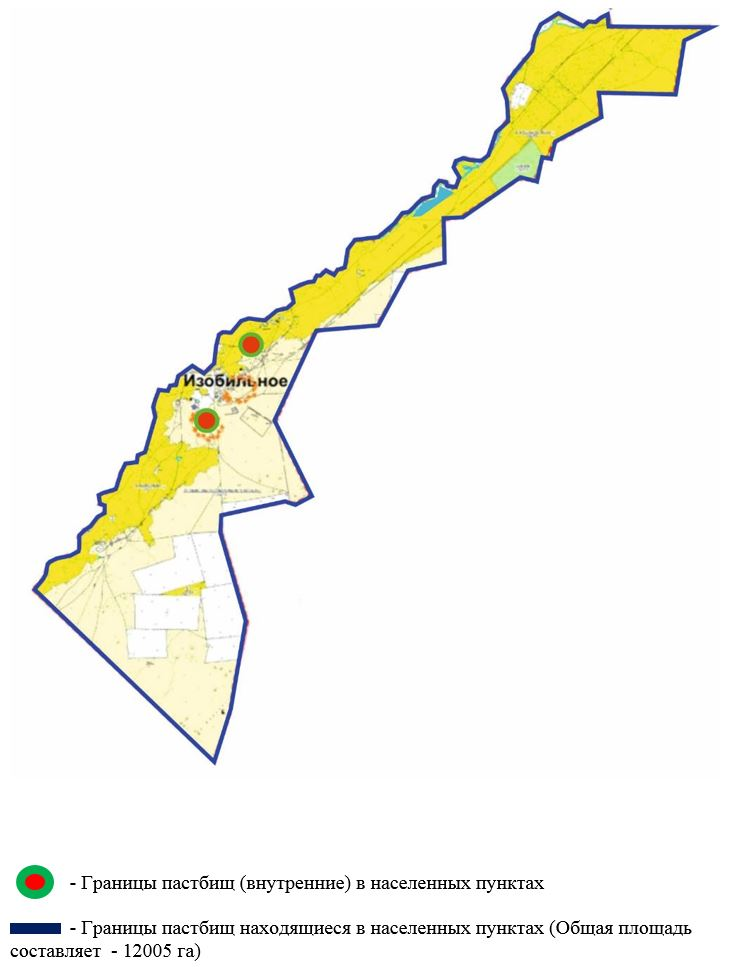 Изобильное
- Границы пастбищ (внутренние) в населенных пунктах
- Границы пастбищ находящиеся в населенных пунктах (Общая площадь
составляет - 12005 га)